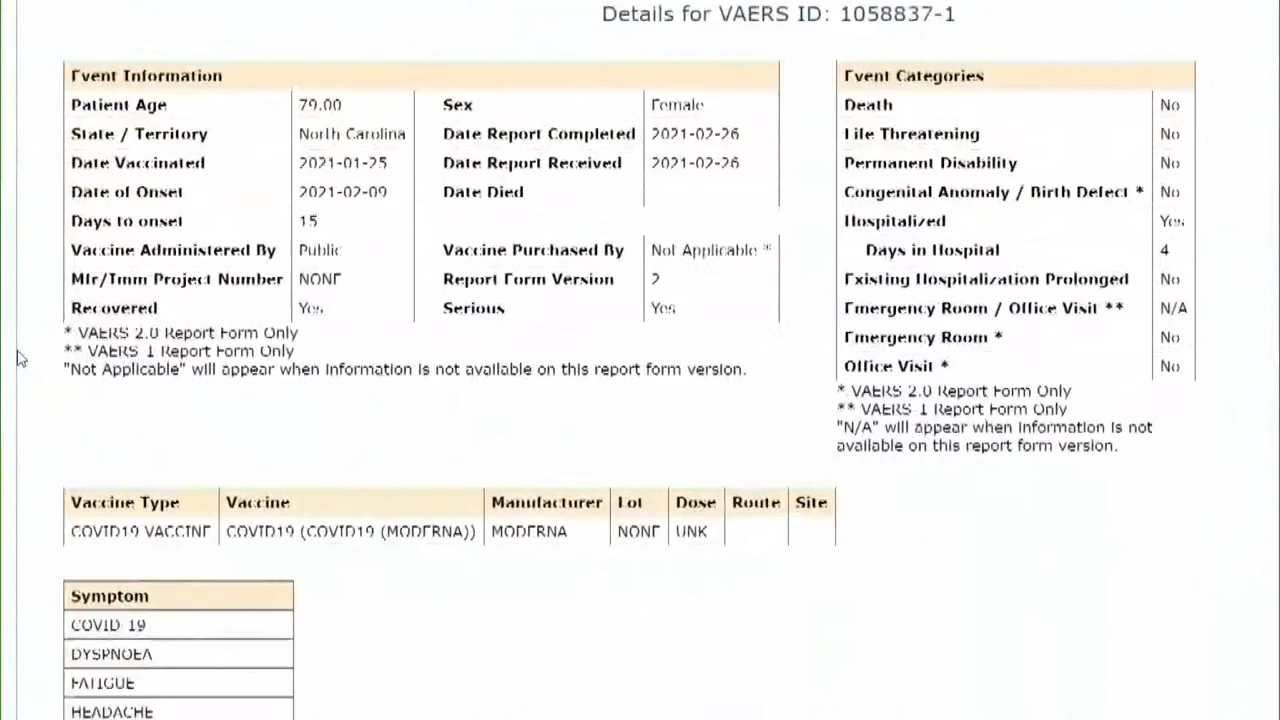 Details for VAERS ID: 1058837-1
Event Information
Patient Age 79.00 Sex Female
State / Territory North Carolina Date Report Completed 2021-02-26
Date Vaccinated 2021-01-25 Date Report Received 2021-02-26
Date of Onset 2021-02-09 Date Died
Days to onset 15
Vaccine Administered By Public Vaccine Purchased By Not Applicable *
Mfr/Imm Project Number NONE Report Form Version 2
Recovered Yes Serious Yes
* VAERS 2.0 Report Form Only
** VAERS-1 Report Form Only
"Not Applicable" will appear when information is not available on this report form version.
Event Categories
Death No
Life Threatening No
Permanent Disability No
Congenital Anomaly / Birth Defect * No
Hospitalized Yes
Days in Hospital 4
Existing Hospitalization Prolonged No
Emergency Room / Office Visit ** N/A
Emergency Room * No
Office Visit * No
* VAERS 2.0 Report Form Only
** VAERS-1 Report Form Only
"N/A" will appear when information is not
available on this report form version.
Vaccine Type Vaccine Manufacturer Lot Dose Route Site
COVID19 VACCINE COVID19 (COVID19 (MODERNA)) MODERNA NONE UNK
Symptom
COVID-19
DYSPNOEA
FATIGUE
HEADACHE